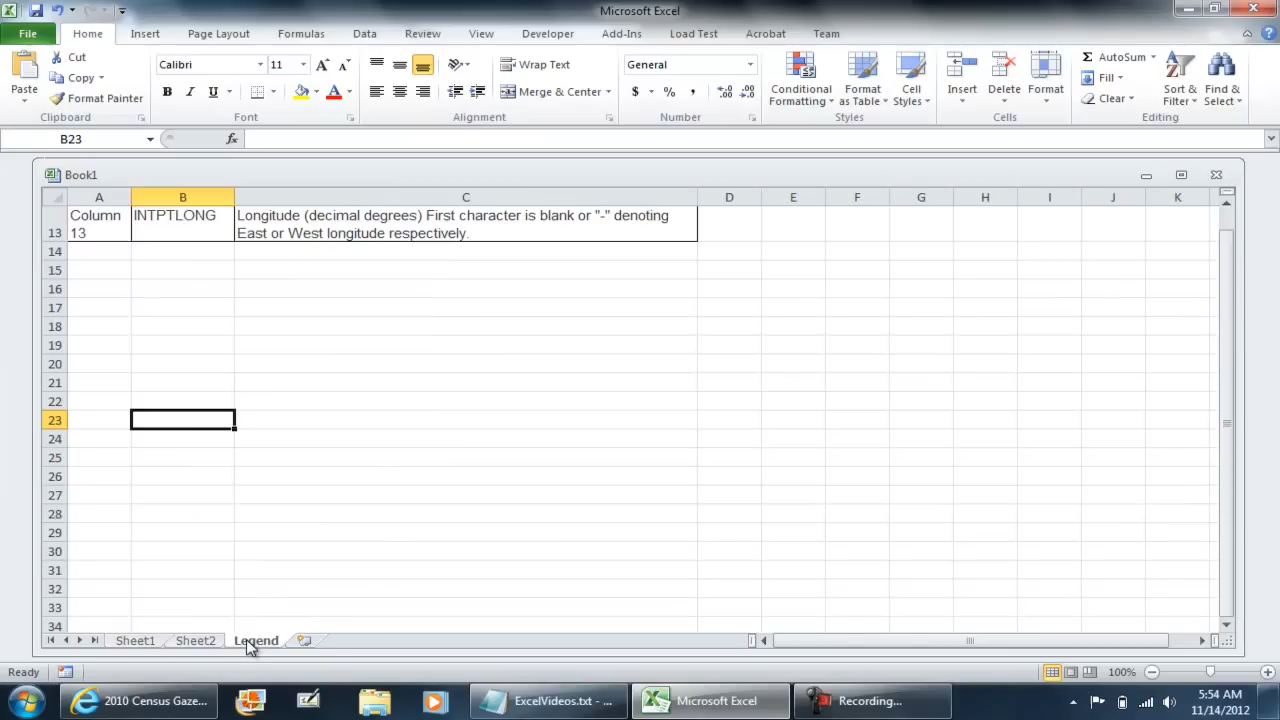 Microsoft Excel
File Home Insert Page Layout Formulas Data Review View Developer Add-Ins Load Test Acrobat Team
Paste
Cut
Copy
Format Painter
Clipboard
Calibri 11
B I U A
Font
Wrap Text
Merge & Center
Alignment
General
$ % ,
Number
Conditional Formatting
Format as Table
Cell Styles
Styles
Insert Delete Format
Cells
AutoSum
Fill
Clear
Sort & Filter
Find & Select
Editing
B23 fx
Book1
A B C D E F G H I J K
Column INTPTLONG Longitude (decimal degrees) First character is blank or "-" denoting
13 13 East or West longitude respectively.
14
15
16
17
18
19
20
21
22
23
24
25
26
27
28
29
30
31
32
33
34
Sheet1 Sheet2 Legend
Ready 100%
2010 Census Gaze... ExcelVideos.txt - ... Microsoft Excel Recording... 5:54 AM
11/14/2012